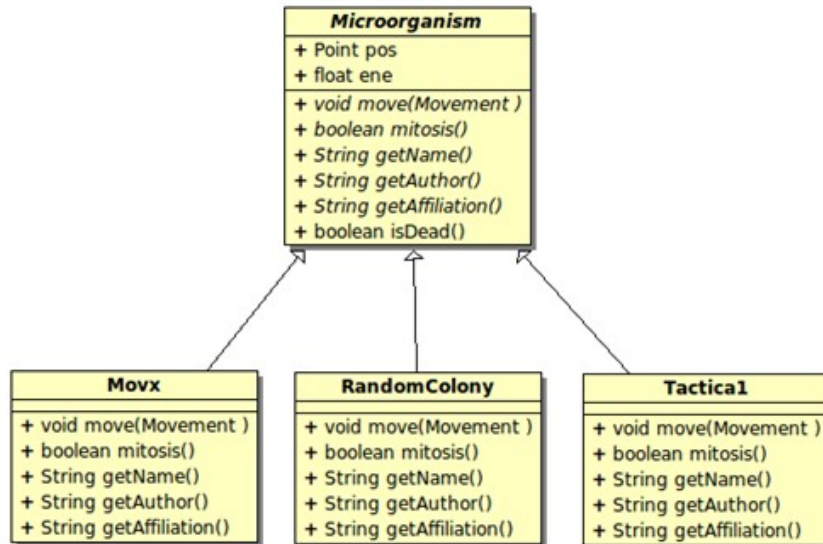 Microorganism
+ Point pos
+ float ene
+ void move(Movement )
+ boolean mitosis()
+ String getName()
+ String getAuthor()
+ String getAffiliation()
+ boolean isDead()
Movx
+ void move(Movement )
+ boolean mitosis()
+ String getName()
+ String getAuthor()
+ String getAffiliation()
RandomColony
+ void move(Movement )
+ boolean mitosis()
+ String getName()
+ String getAuthor()
+ String getAffiliation()
Tactica1
+ void move(Movement )
+ boolean mitosis()
+ String getName()
+ String getAuthor()
+ String getAffiliation()